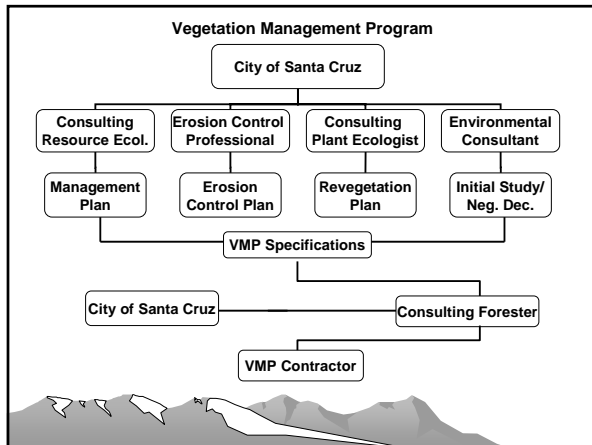 Vegetation Management Program
City of Santa Cruz
Consulting
Resource Ecol.
Erosion Control
Professional
Consulting
Plant Ecologist
Environmental
Consultant
Management
Plan
Erosion
Control Plan
Revegetation
Plan
Initial Study/
Neg. Dec.
VMP Specifications
City of Santa Cruz
Consulting Forester
VMP Contractor